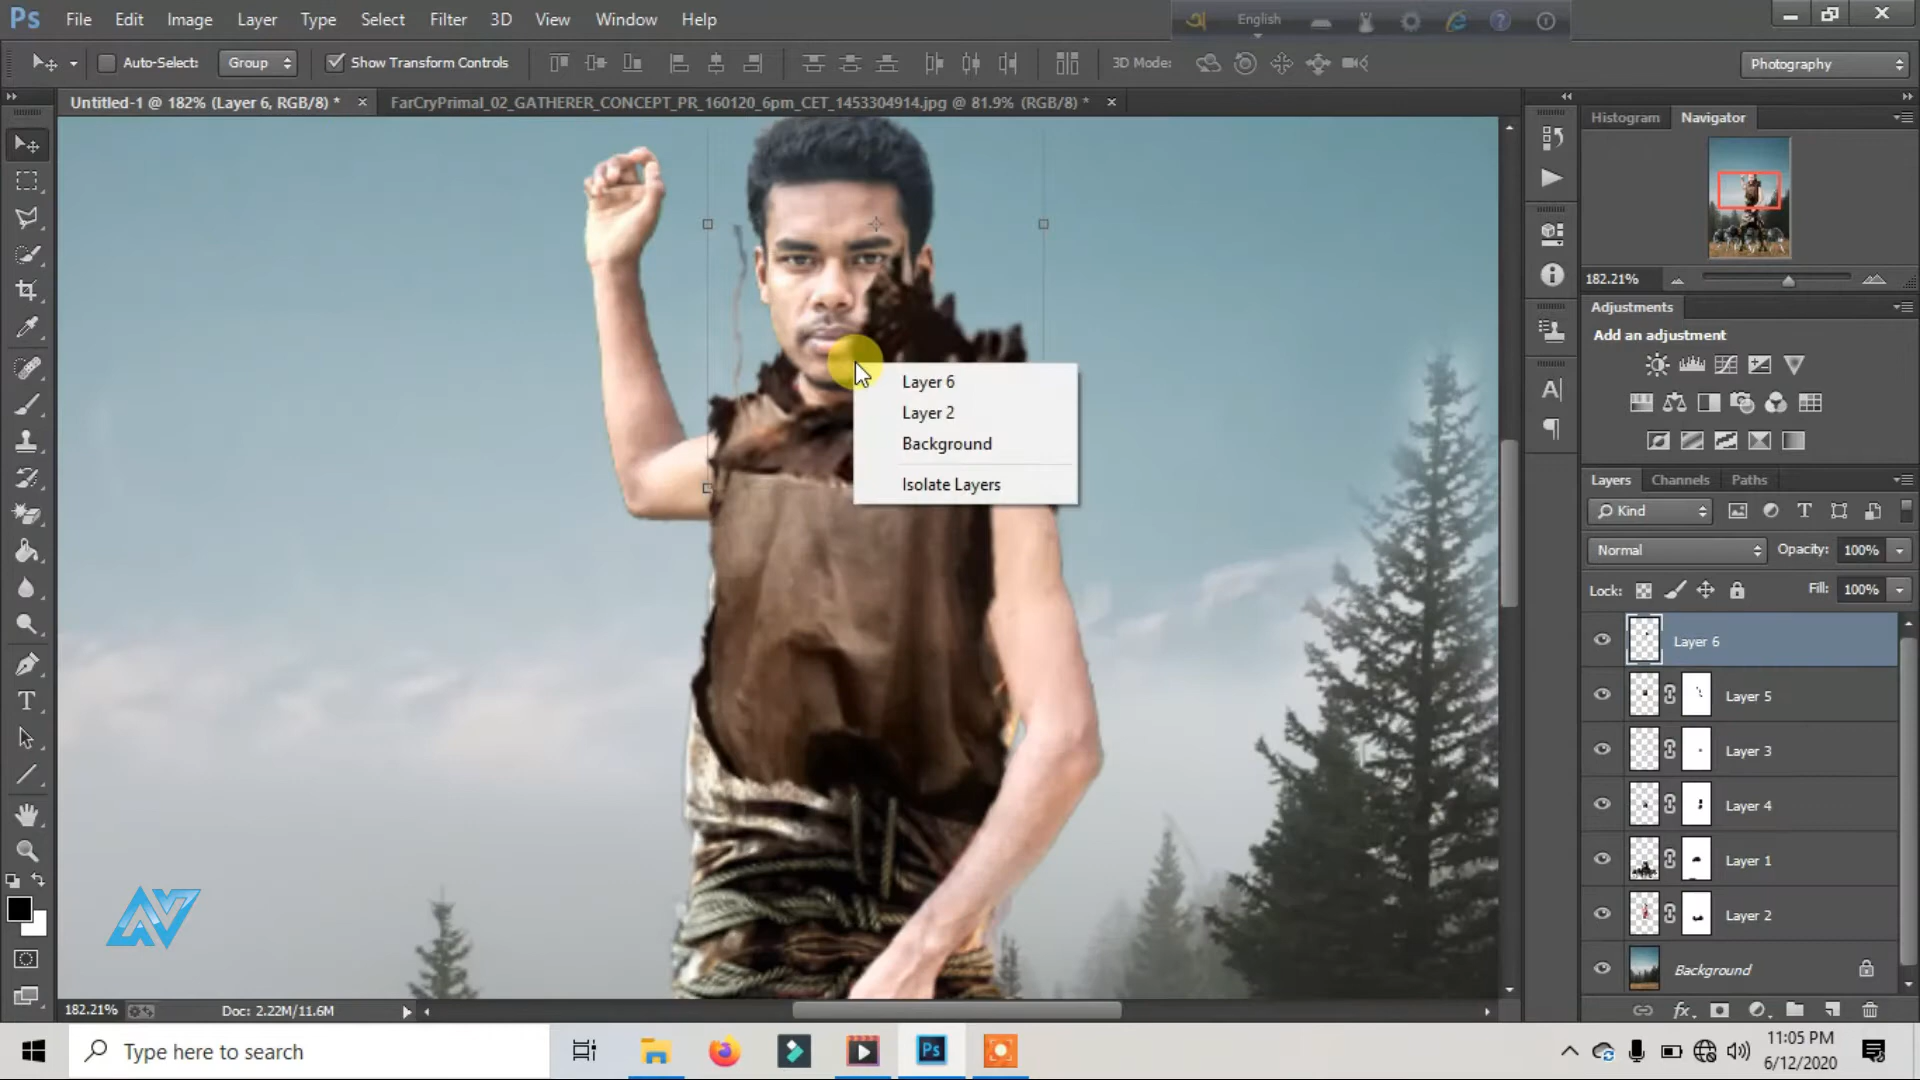 Ps File Edit Image Layer Type Select Filter 3D View Window Help
English
Auto-Select: Group Show Transform Controls 3D Mode: Photography
Untitled-1 @ 182% (Layer 6, RGB/8) * FarCryPrimal_02_GATHERER_CONCEPT_PR_160120_6pm_CET_1453304914.jpg @ 81.9% (RGB/8) *
Histogram Navigator
182.21%
Adjustments
Add an adjustment
Layer 6
Layer 2
Background
Isolate Layers
Layers Channels Paths
Kind
Normal Opacity: 100%
Lock: Fill: 100%
Layer 6
Layer 5
Layer 3
Layer 4
Layer 1
Layer 2
Background
182.21% Doc: 2.22M/11.6M
Type here to search
Ps
11:05 PM
6/12/2020